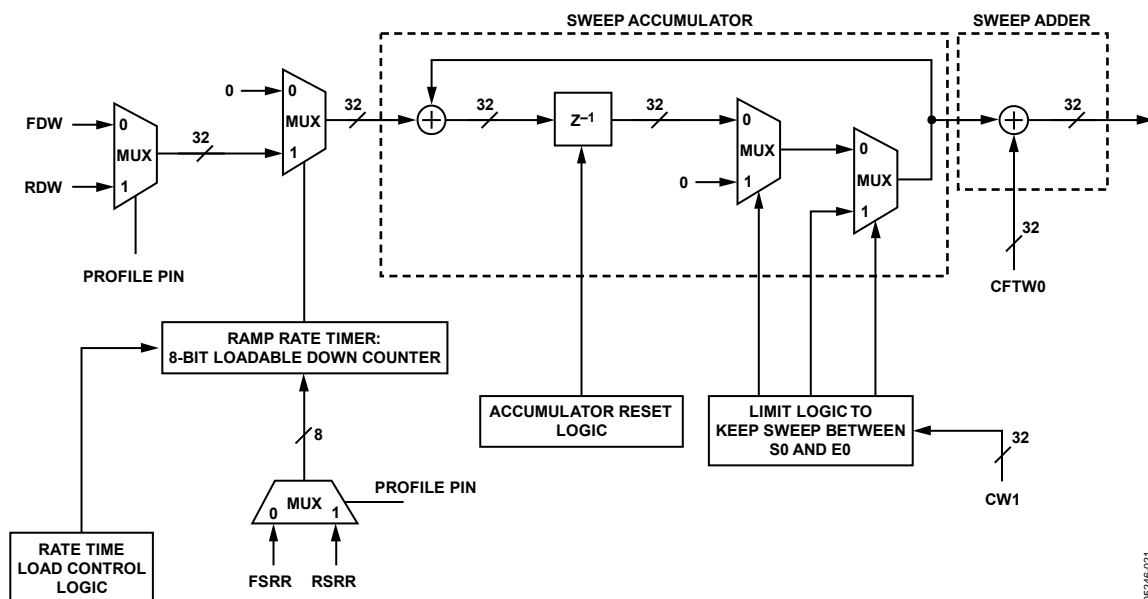 SWEEP ACCUMULATOR
SWEEP ADDER
0
0
MUX
1
32
32
Z–1
32
0
MUX
1
0
0
MUX
1
32
FDW
RDW
0
MUX
1
32
PROFILE PIN
32
CFTW0
RAMP RATE TIMER:
8-BIT LOADABLE DOWN COUNTER
ACCUMULATOR RESET
LOGIC
LIMIT LOGIC TO
KEEP SWEEP BETWEEN
S0 AND E0
32
CW1
8
MUX
0 1
PROFILE PIN
FSRR RSRR
RATE TIME
LOAD CONTROL
LOGIC
05246-021